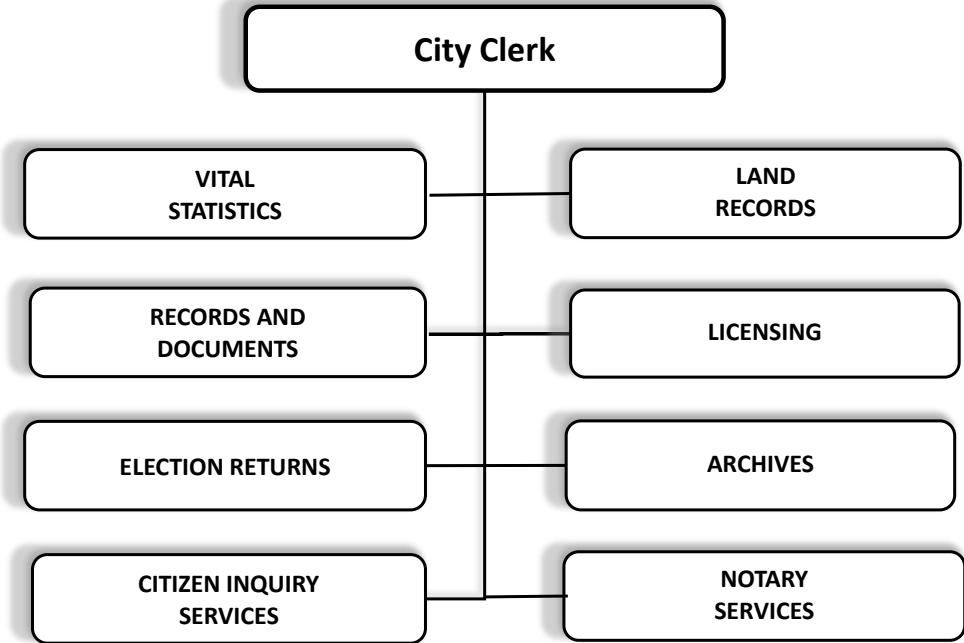 City Clerk
VITAL
STATISTICS
LAND
RECORDS
RECORDS AND
DOCUMENTS
LICENSING
ELECTION RETURNS
ARCHIVES
CITIZEN INQUIRY
SERVICES
NOTARY
SERVICES